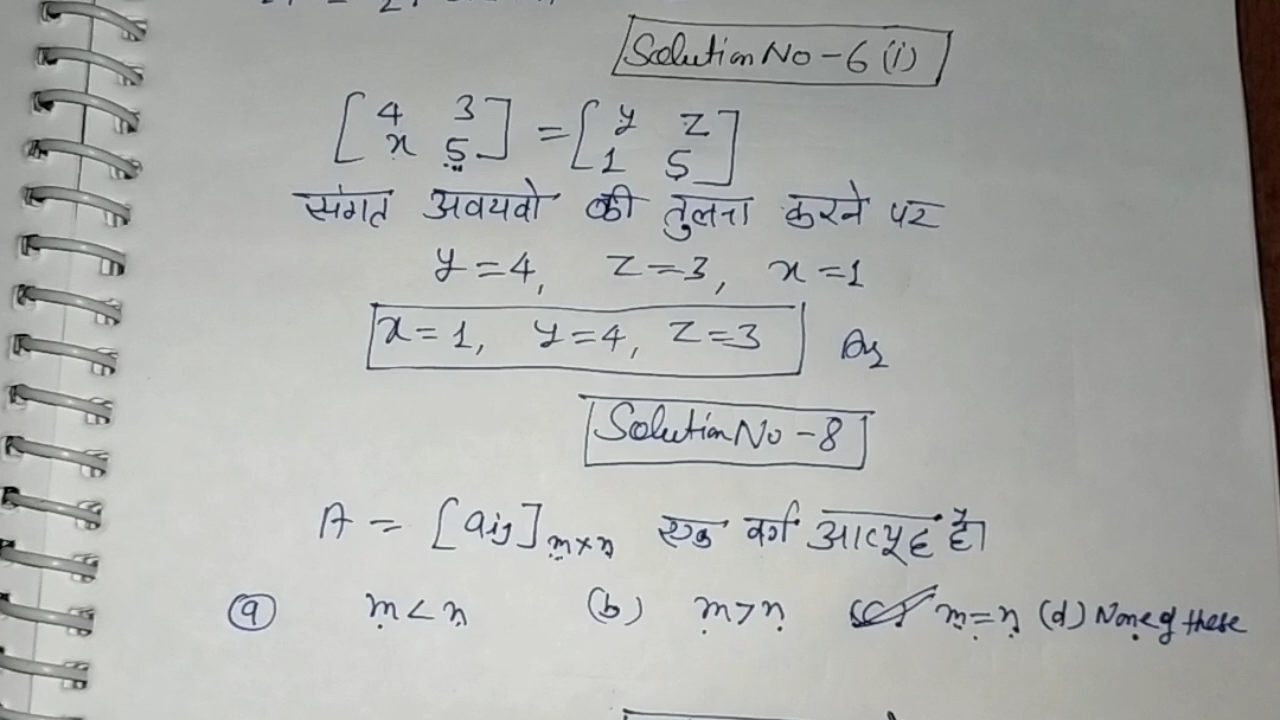 Solution No - 6 (i)
[4 3
x 5] = [y z
1 5]
संगत अवयवो की तुलना करने पर
y = 4, z = 3, x = 1
x = 1, y = 4, z = 3 Ans
Solution No - 8
A = [aij]m×n एक वर्ग आव्यूह है।
(a) m < n (b) m > n (c) m = n (d) None of these